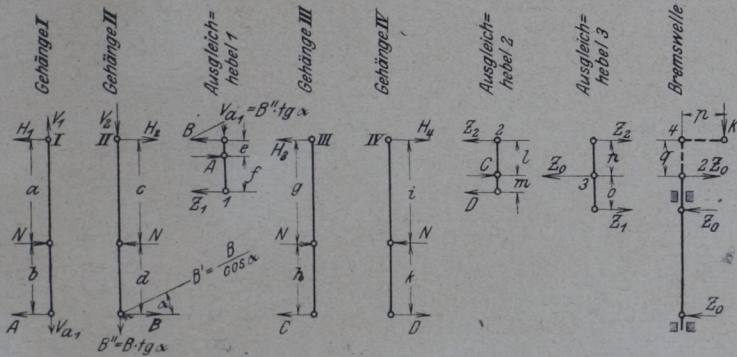 Gehänge I
Gehänge II
Ausgleich=
hebel 1
Gehänge III
Gehänge IV
Ausgleich=
hebel 2
Ausgleich=
hebel 3
Bremswelle
V1
H1
I
a
N
b
A
Va1
V2
II
H2
c
N
d
α
B
B' = B/cos α
B''=B·tg α
Va1=B''·tg α
B
e
A
f
Z1
1
H3
III
g
N
h
C
IV
H4
i
N
k
D
Z2
2
l
C
m
D
Z2
n
Z0
3
o
Z1
p
4
K
q
2Z0
Z0
Z0